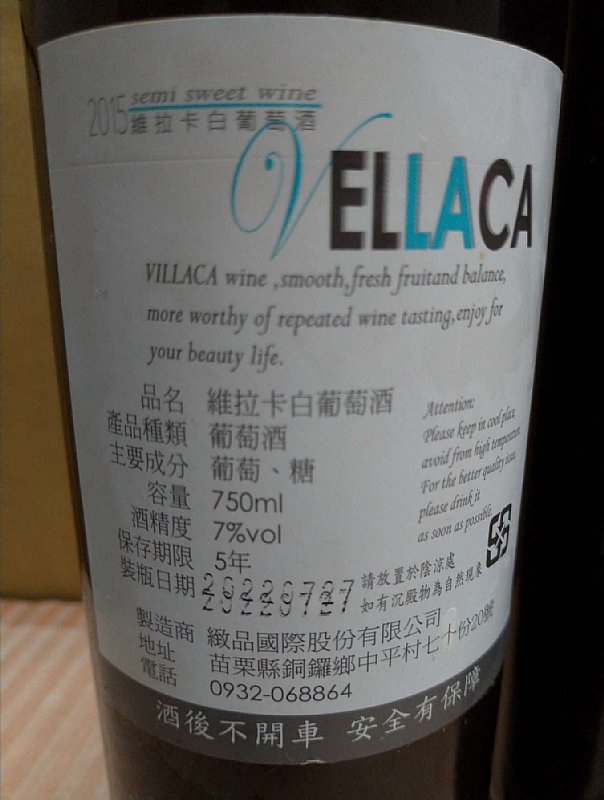 2015 semi sweet wine
維拉卡白葡萄酒
VELLACA
VILLACA wine ,smooth,fresh fruitand balance,
more worthy of repeated wine tasting,enjoy for
your beauty life.
品名 維拉卡白葡萄酒
產品種類 葡萄酒
主要成分 葡萄、糖
容量 750ml
酒精度 7%vol
保存期限 5年
裝瓶日期 20220727
製造商 緻品國際股份有限公司
地址 苗栗縣銅鑼鄉中平村七十份20號
電話 0932-068864
Attention:
Please keep in cool place,
avoid from high temperature.
For the better quality issue,
please drink it
as soon as possible.
請放置於陰涼處
如有沉澱物為自然現象
酒後不開車 安全有保障